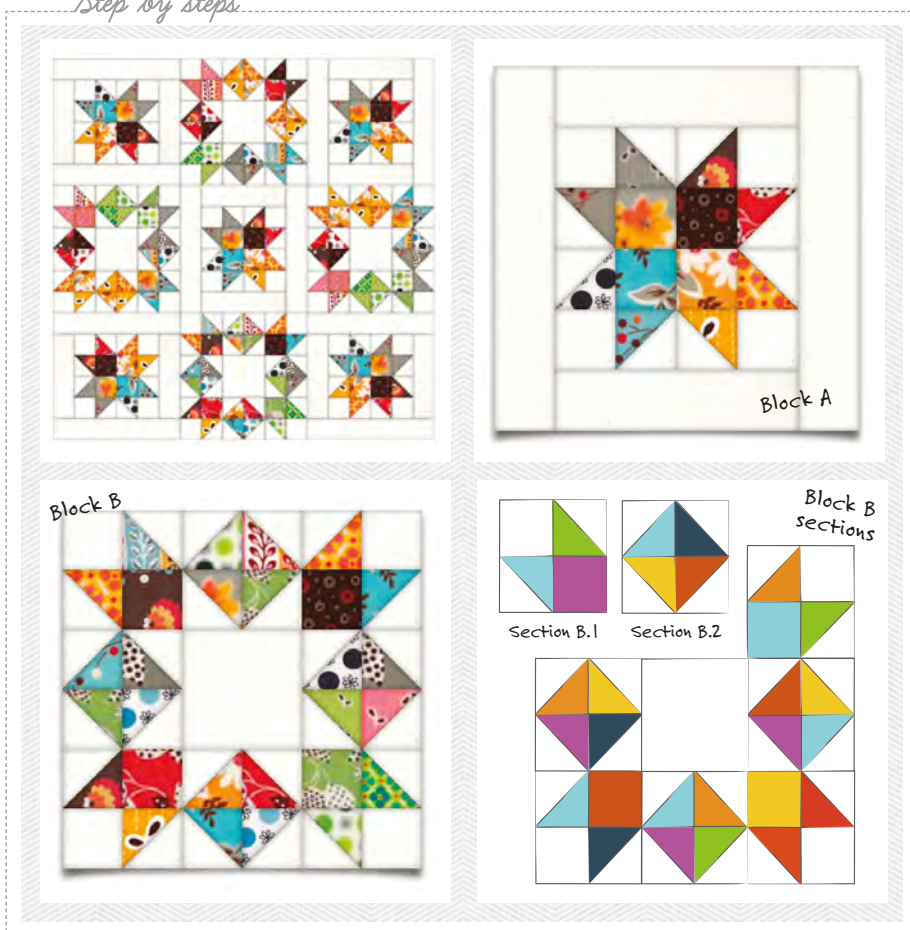 Step by steps
Block A
Block B
Block B
sections
Section B.1
Section B.2